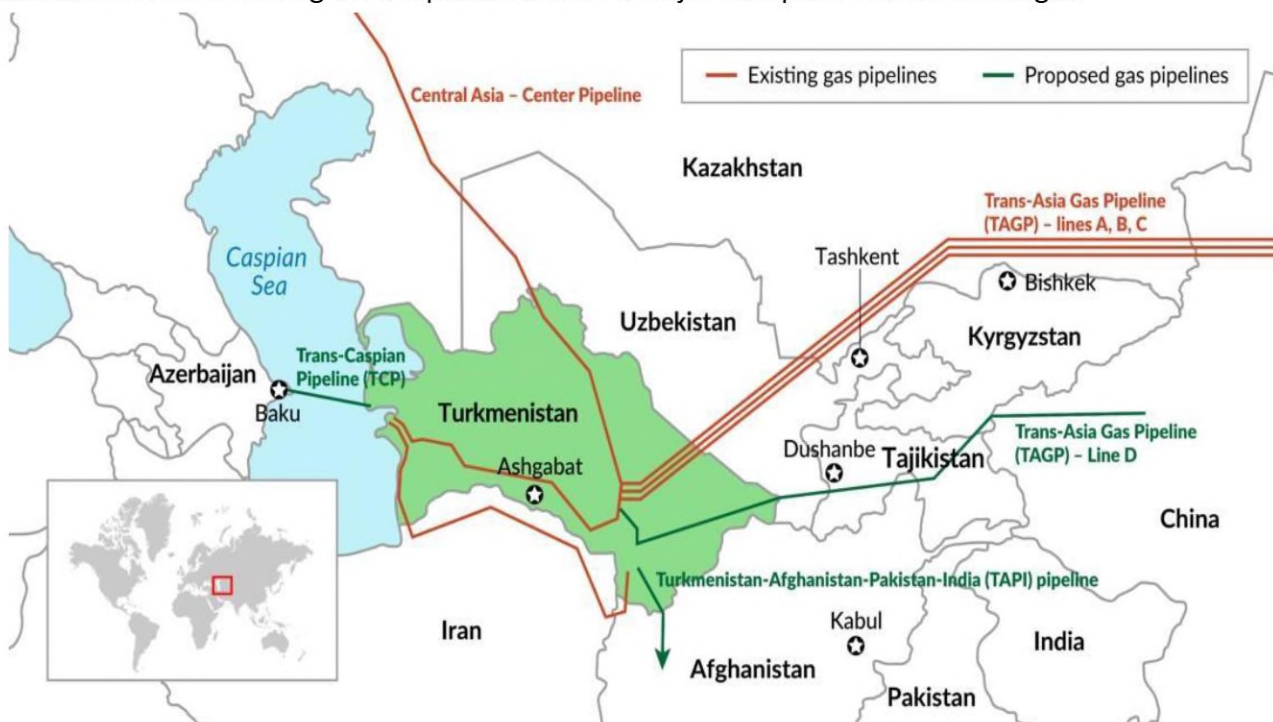 Existing gas pipelines
Proposed gas pipelines
Central Asia – Center Pipeline
Kazakhstan
Trans-Asia Gas Pipeline
(TAGP) – lines A, B, C
Tashkent
Caspian
Sea
Bishkek
Uzbekistan
Kyrgyzstan
Trans-Caspian
Pipeline (TCP)
Azerbaijan
Baku
Turkmenistan
Trans-Asia Gas Pipeline
(TAGP) – Line D
Dushanbe
Tajikistan
Ashgabat
China
Turkmenistan-Afghanistan-Pakistan-India (TAPI) pipeline
Iran
Kabul
India
Afghanistan
Pakistan